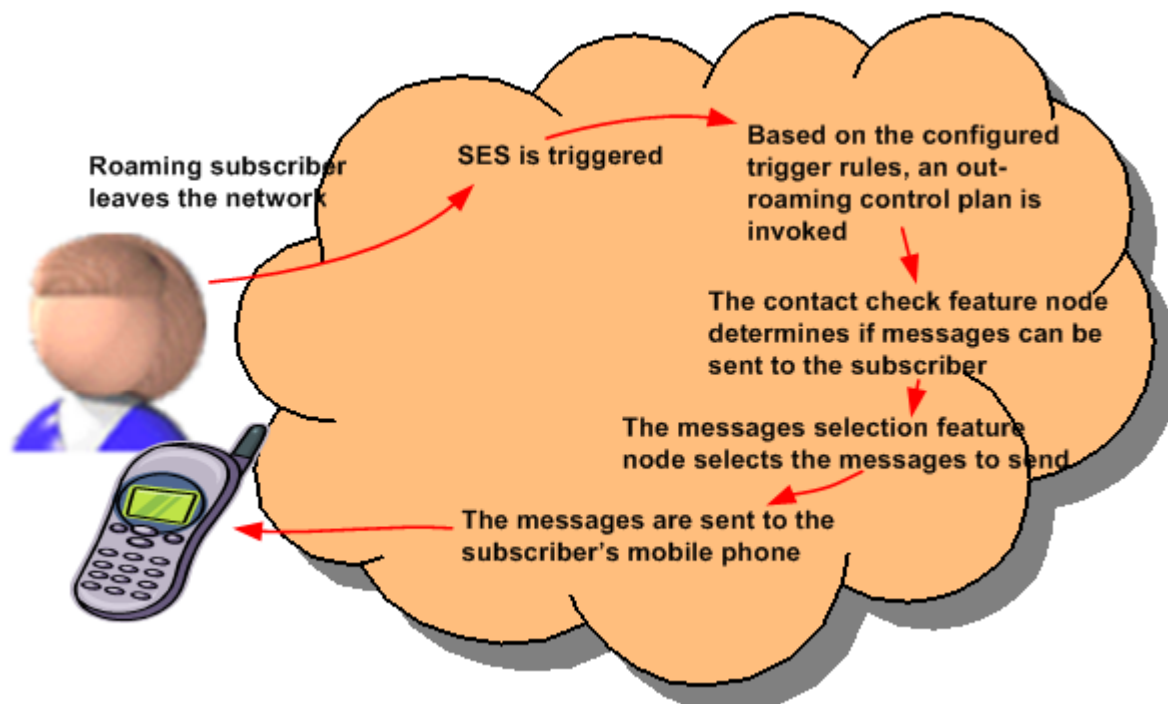 Roaming subscriber
leaves the network
SES is triggered
Based on the configured
trigger rules, an out-
roaming control plan is
invoked
The contact check feature node
determines if messages can be
sent to the subscriber
The messages selection feature
node selects the messages to send
The messages are sent to the
subscriber’s mobile phone